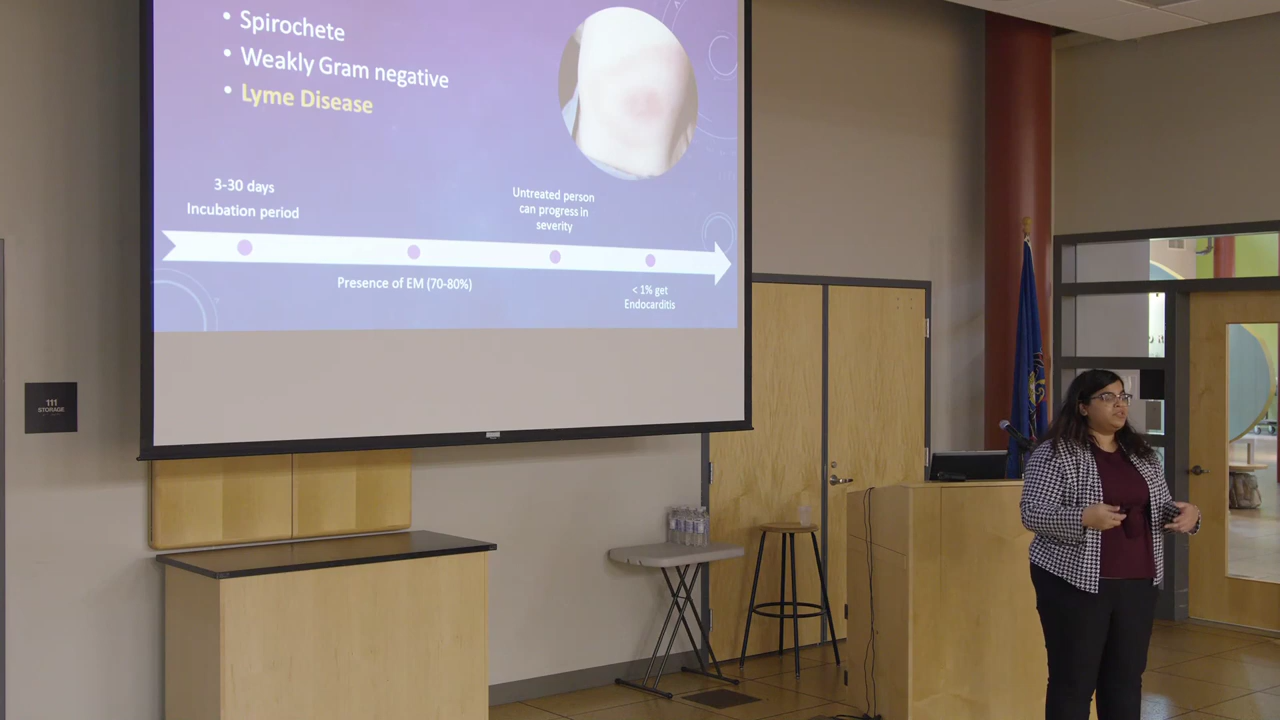 • Spirochete
• Weakly Gram negative
• Lyme Disease
3-30 days
Incubation period
Untreated person
can progress in
severity
Presence of EM (70-80%)
< 1% get
Endocarditis
111
STORAGE